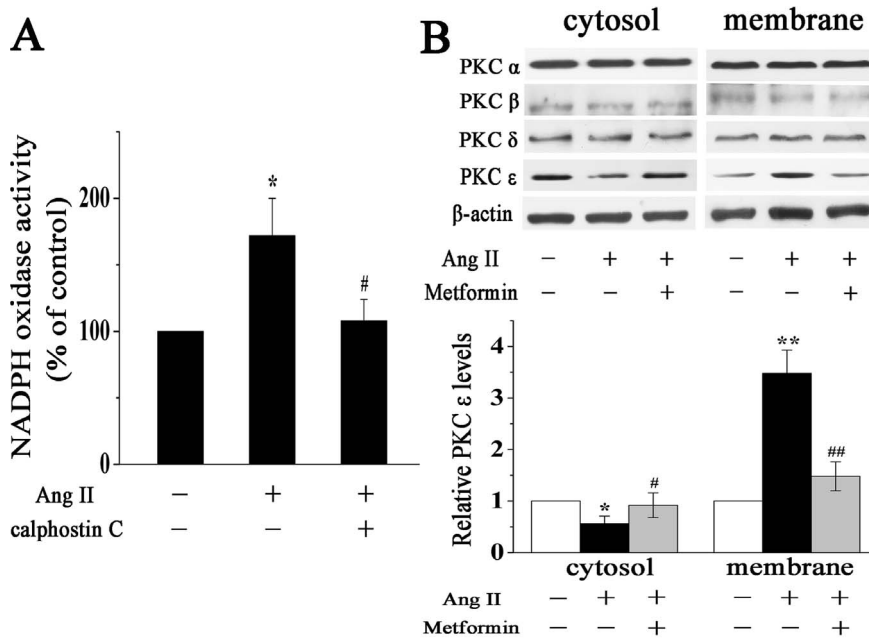 A
NADPH oxidase activity
(% of control)
200
100
0
*
#
Ang II − + +
calphostin C − − +
B
cytosol membrane
PKC α
PKC β
PKC δ
PKC ε
β-actin
Ang II − + + − + +
Metformin − − + − − +
Relative PKC ε levels
4
3
2
1
0
* # ** ##
cytosol membrane
Ang II − + + − + +
Metformin − − + − − +